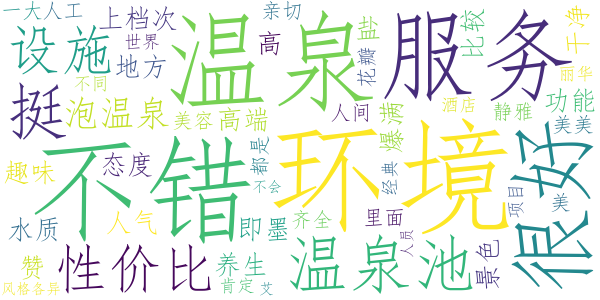 一大人工
上档次
亲切
设施
世界
地方
高
温泉
盐
花瓣
服务
比较
干净
丽华
不同
挺
泡温泉
美容
高端
人间
爆满
酒店
静雅
功能
美美
很好
不错
环境
态度
都是
不会
经典
趣味
水质
人气
即墨
齐全
里面
人员
项目
美
赞
性价比
养生
肯定
艾
温泉池
景色
风格各异